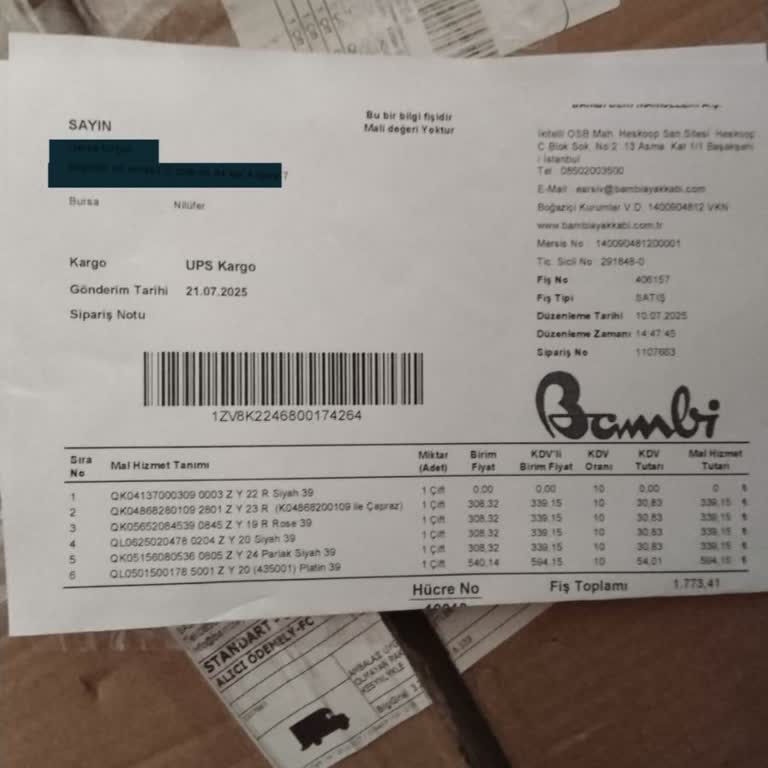 SAYIN
Bursa
Nilüfer
Kargo UPS Kargo
Gönderim Tarihi 21.07.2025
Sipariş Notu
1ZV8K2246800174264
Bu bir bilgi fişidir
Mali değeri Yoktur
İkitelli OSB Mah. Heskoop San.Sitesi Heskoop
C Blok Sok. No:2 13 Asma Kat 1/1 Başakşehi
/ İstanbul
Tel : 08502003500
E-Mail : earsiv@bambiayakkabi.com
Boğaziçi Kurumler V.D. 1400904812 VKN
www.bambiayakkabi.com.tr
Mersis No : 140090481200001
Tic. Sicil No : 291848-0
Fiş No 406157
Fiş Tipi SATIŞ
Düzenleme Tarihi 10.07.2025
Düzenleme Zamanı 14:47:45
Sipariş No 1107663
Bambi
Sıra No Mal Hizmet Tanımı Miktar (Adet) Birim Fiyat KDV'li Birim Fiyat KDV Oranı KDV Tutarı Mal Hizmet Tutarı
1 QK04137000309 0003 Z Y 22 R Siyah 39 1 Çift 0,00 0,00 10 0,00 0 ₺
2 QK04868280109 2801 Z Y 23 R (K04868200109 ile Çapraz) 1 Çift 308,32 339,15 10 30,83 339,15 ₺
3 QK05652084539 0845 Z Y 19 R Rose 39 1 Çift 308,32 339,15 10 30,83 339,15 ₺
4 QL0625020478 0204 Z Y 20 Siyah 39 1 Çift 308,32 339,15 10 30,83 339,15 ₺
5 QK05156080536 0805 Z Y 24 Parlak Siyah 39 1 Çift 308,32 339,15 10 30,83 339,15 ₺
6 QL0501500178 5001 Z Y 20 (435001) Platin 39 1 Çift 540,14 594,15 10 54,01 594,15 ₺
Hücre No Fiş Toplamı 1.773,41
STANDART
ALICI ÖDEMELİ-FC
AMBALAJ UYG
OLMAYAN PAK
KESİNLİKLE